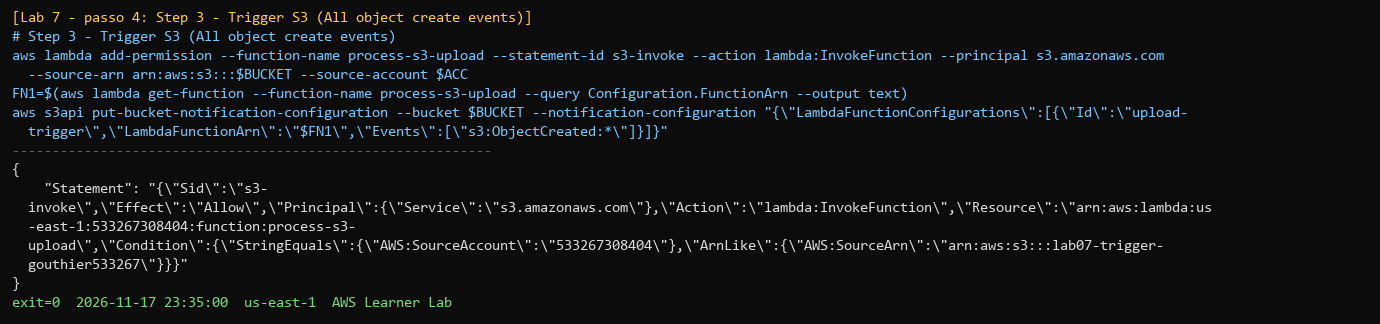 [Lab 7 - passo 4: Step 3 - Trigger S3 (All object create events)]
# Step 3 - Trigger S3 (All object create events)
aws lambda add-permission --function-name process-s3-upload --statement-id s3-invoke --action lambda:InvokeFunction --principal s3.amazonaws.com
  --source-arn arn:aws:s3:::$BUCKET --source-account $ACC
FN1=$(aws lambda get-function --function-name process-s3-upload --query Configuration.FunctionArn --output text)
aws s3api put-bucket-notification-configuration --bucket $BUCKET --notification-configuration "{\"LambdaFunctionConfigurations\":[{\"Id\":\"upload-
  trigger\",\"LambdaFunctionArn\":\"$FN1\",\"Events\":[\"s3:ObjectCreated:*\"]}]}"
------------------------------------------------------------
{
    "Statement": "{\"Sid\":\"s3-
  invoke\",\"Effect\":\"Allow\",\"Principal\":{\"Service\":\"s3.amazonaws.com\"},\"Action\":\"lambda:InvokeFunction\",\"Resource\":\"arn:aws:lambda:us
  -east-1:533267308404:function:process-s3-
  upload\",\"Condition\":{\"StringEquals\":{\"AWS:SourceAccount\":\"533267308404\"},\"ArnLike\":{\"AWS:SourceArn\":\"arn:aws:s3:::lab07-trigger-
  gouthier533267\"}}}"
}
exit=0  2026-11-17 23:35:00  us-east-1  AWS Learner Lab